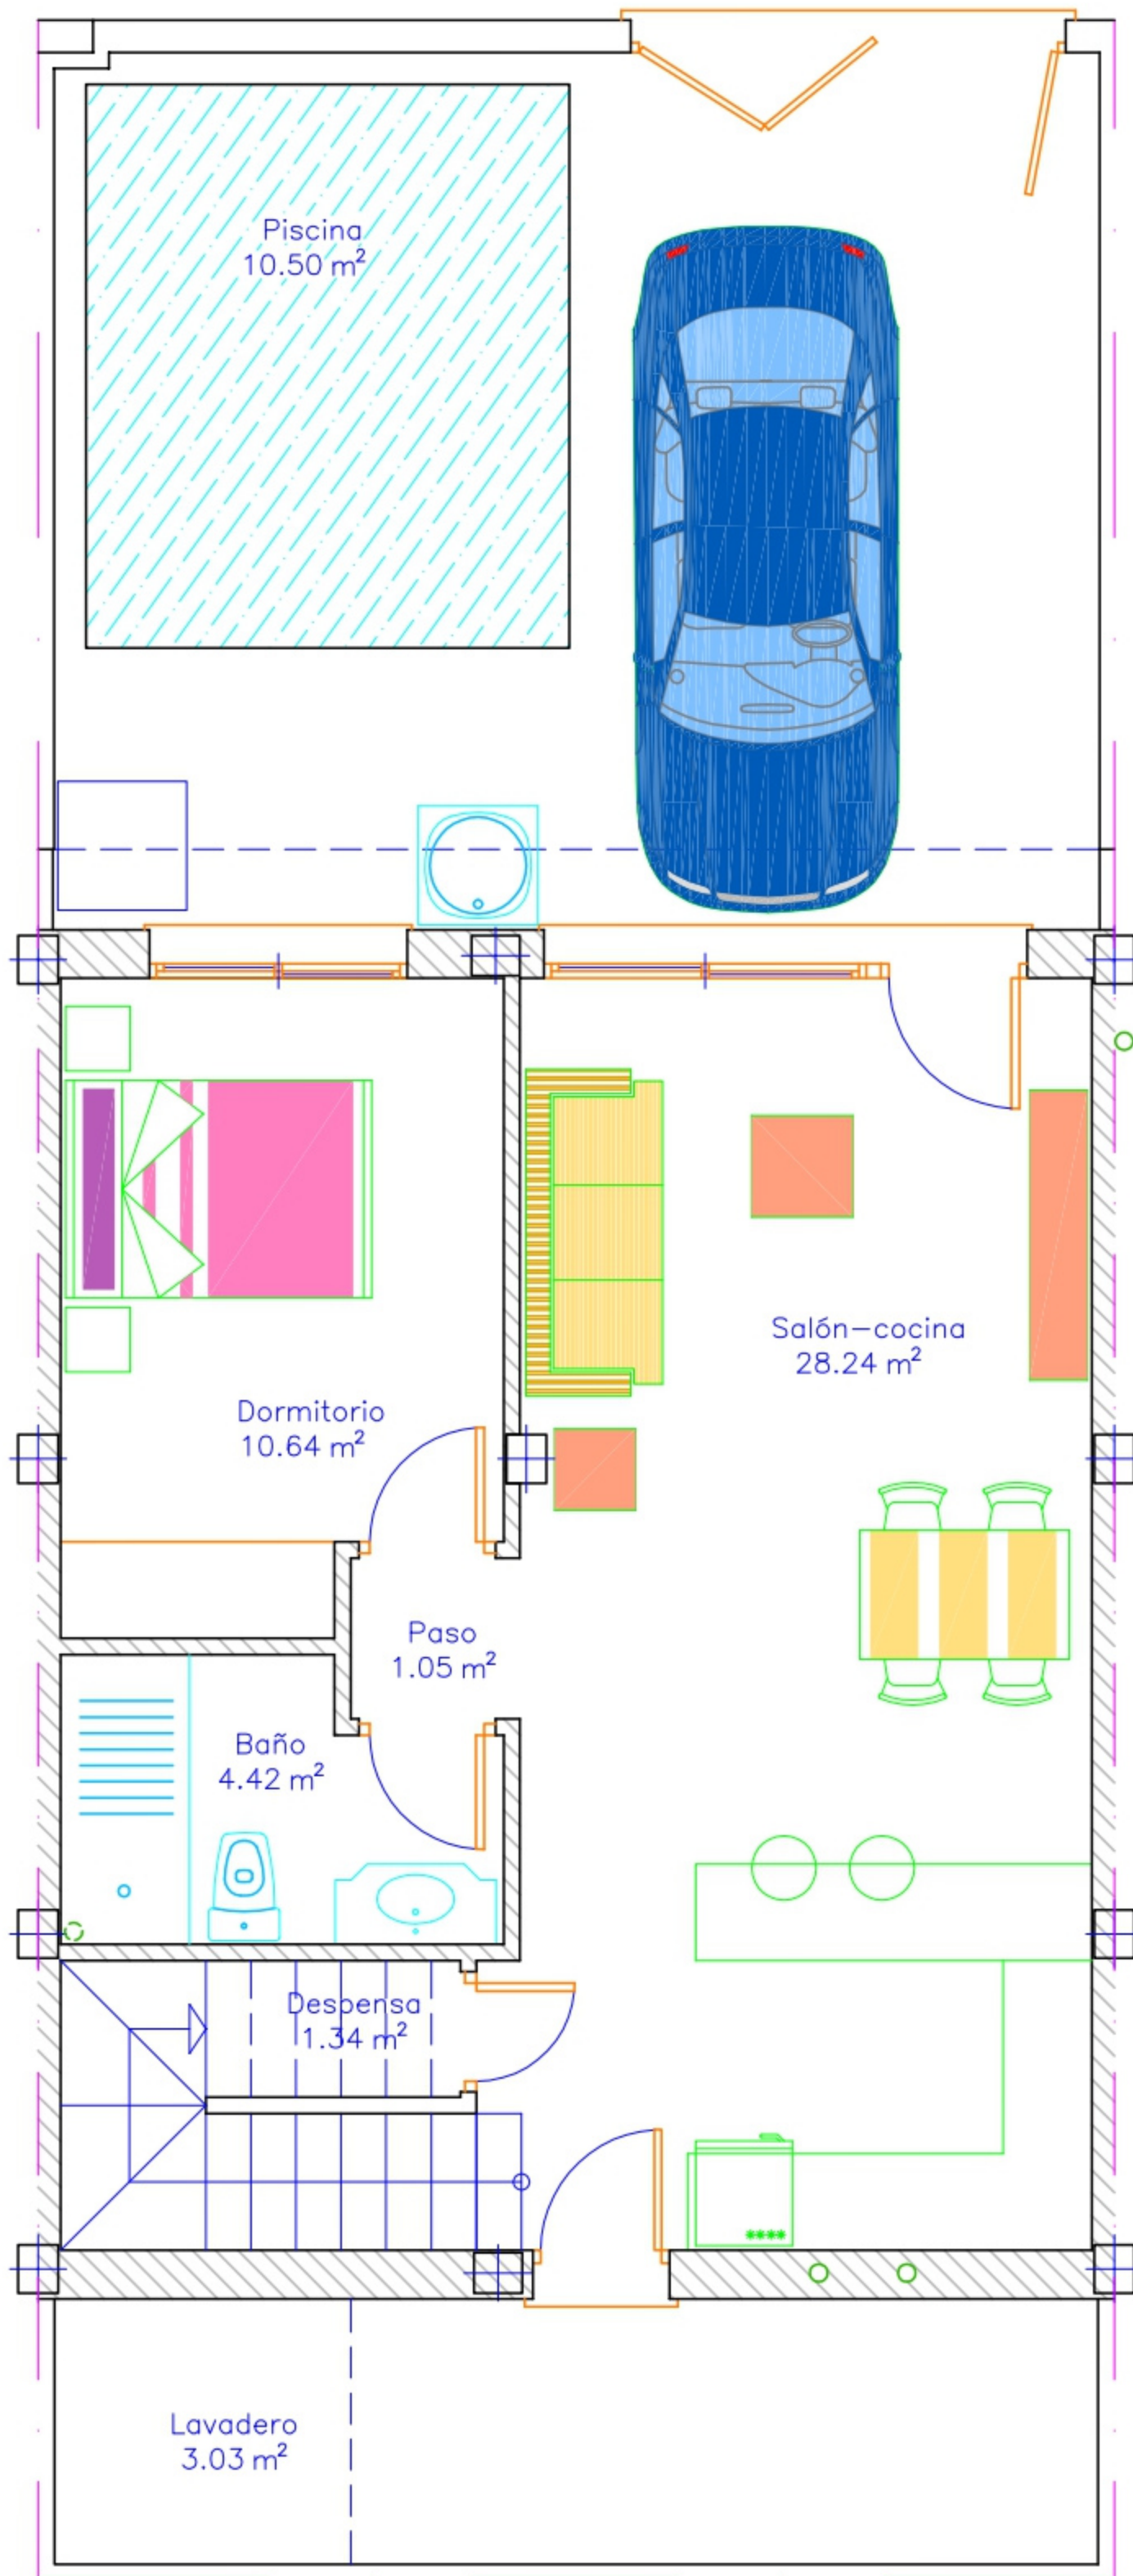 Piscina
10.50 m²
Salón-cocina
28.24 m²
Dormitorio
10.64 m²
Paso
1.05 m²
Baño
4.42 m²
Despensa
1.34 m²
Lavadero
3.03 m²